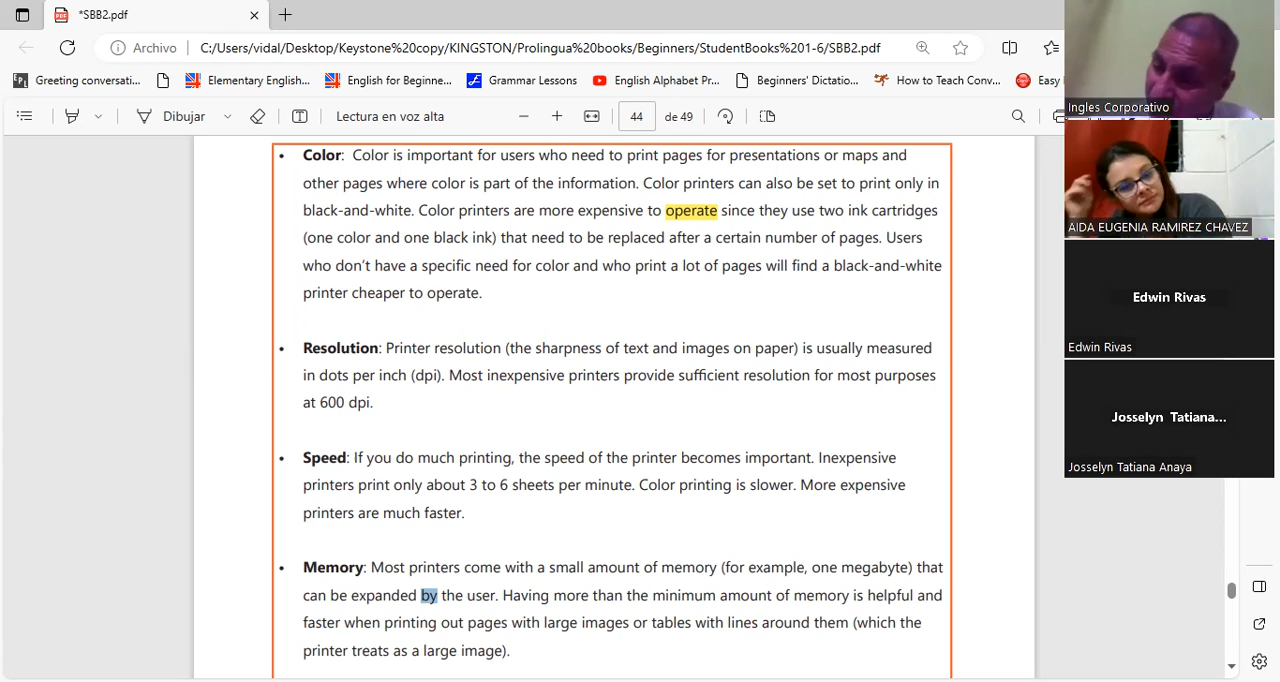 *SBB2.pdf
Archivo
C:/Users/vidal/Desktop/Keystone%20copy/KINGSTON/Prolingua%20books/Beginners/StudentBooks%201-6/SBB2.pdf
Greeting conversati...
Elementary English...
English for Beginne...
Grammar Lessons
English Alphabet Pr...
Beginners' Dictatio...
How to Teach Conv...
Easy
Dibujar
Lectura en voz alta
44
de 49
• Color: Color is important for users who need to print pages for presentations or maps and
other pages where color is part of the information. Color printers can also be set to print only in
black-and-white. Color printers are more expensive to operate since they use two ink cartridges
(one color and one black ink) that need to be replaced after a certain number of pages. Users
who don't have a specific need for color and who print a lot of pages will find a black-and-white
printer cheaper to operate.
• Resolution: Printer resolution (the sharpness of text and images on paper) is usually measured
in dots per inch (dpi). Most inexpensive printers provide sufficient resolution for most purposes
at 600 dpi.
• Speed: If you do much printing, the speed of the printer becomes important. Inexpensive
printers print only about 3 to 6 sheets per minute. Color printing is slower. More expensive
printers are much faster.
• Memory: Most printers come with a small amount of memory (for example, one megabyte) that
can be expanded by the user. Having more than the minimum amount of memory is helpful and
faster when printing out pages with large images or tables with lines around them (which the
printer treats as a large image).
Ingles Corporativo
AIDA EUGENIA RAMIREZ CHAVEZ
Edwin Rivas
Edwin Rivas
Josselyn Tatiana...
Josselyn Tatiana Anaya